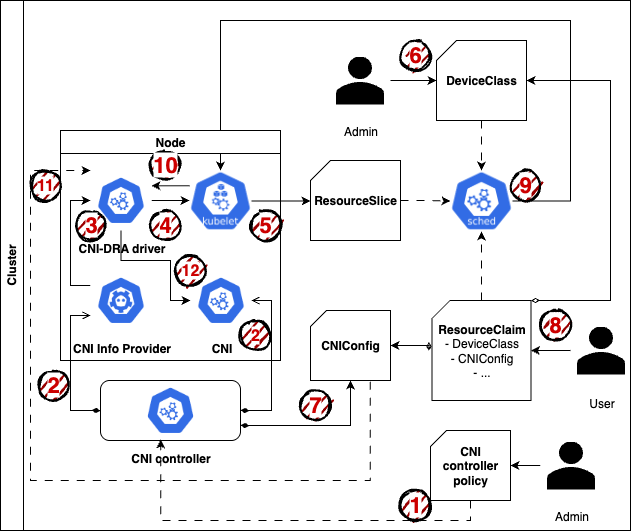 6
DeviceClass
Admin
Node
10
11
9
ResourceSlice
kubelet
sched
3
4
5
CNI-DRA driver
12
Cluster
ResourceClaim
- DeviceClass
- CNIConfig
- ...
8
CNIConfig
2
CNI Info Provider
CNI
2
7
User
CNI controller
CNI
controller
policy
1
Admin